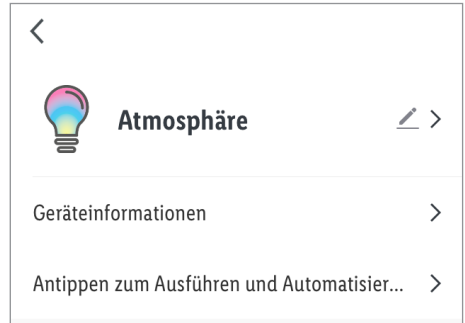 Atmosphäre
Geräteinformationen
Antippen zum Ausführen und Automatisier...